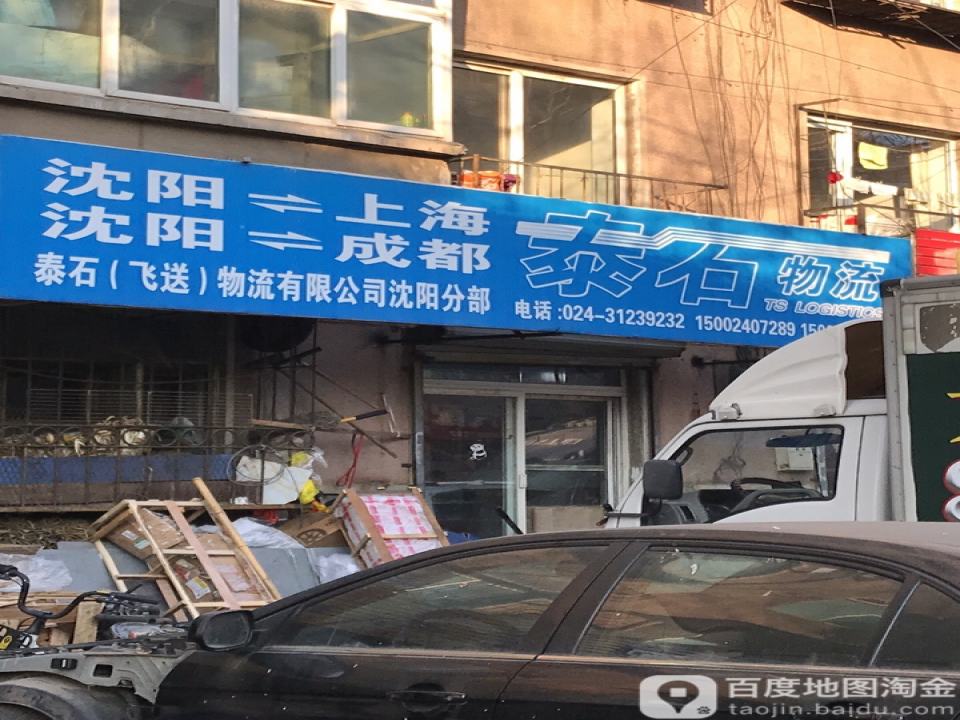 沈阳⇌上海
沈阳⇌成都
泰石(飞送)物流有限公司沈阳分部
泰石物流
TS LOGISTICS
电话:024-31239232 15002407289
百度地图淘金
taojin.baidu.com